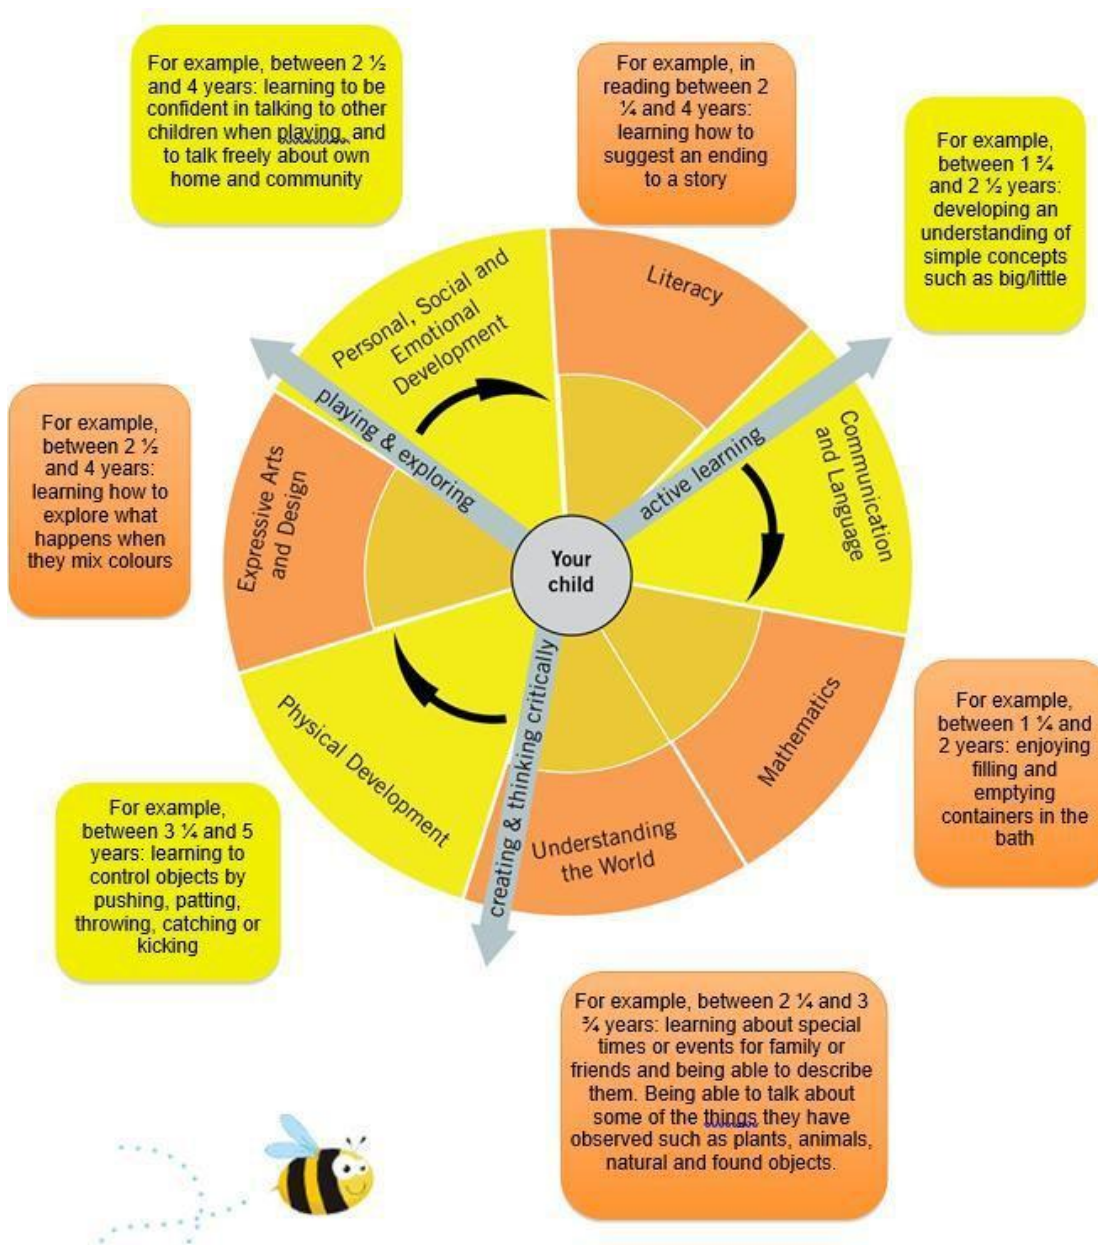 For example, between 2 ½
and 4 years: learning to be
confident in talking to other
children when playing, and
to talk freely about own
home and community
For example, in
reading between 2
¼ and 4 years:
learning how to
suggest an ending
to a story
For example,
between 1 ¾
and 2 ½ years:
developing an
understanding of
simple concepts
such as big/little
Personal, Social and
Emotional
Development
Literacy
Communication
and Language
playing & exploring
active learning
For example,
between 2 ½
and 4 years:
learning how to
explore what
happens when
they mix colours
Expressive Arts
and Design
Your
child
Physical Development
creating & thinking critically
Understanding
the World
Mathematics
For example,
between 1 ¼ and
2 years: enjoying
filling and
emptying
containers in the
bath
For example,
between 3 ¼ and 5
years: learning to
control objects by
pushing, patting,
throwing, catching or
kicking
For example, between 2 ¼ and 3
¾ years: learning about special
times or events for family or
friends and being able to describe
them. Being able to talk about
some of the things they have
observed such as plants, animals,
natural and found objects.